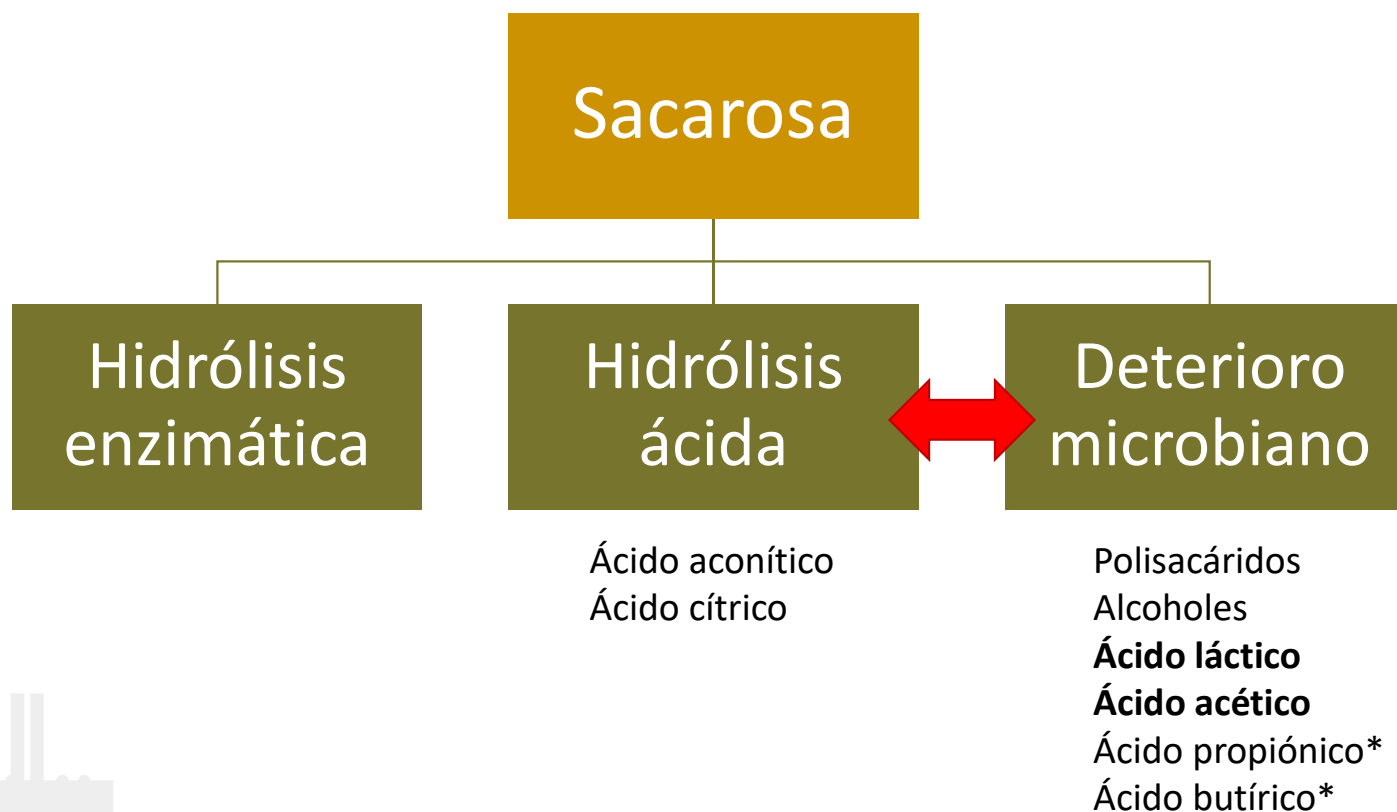 Sacarosa
Hidrólisis
enzimática
Hidrólisis
ácida
Deterioro
microbiano
Ácido aconítico
Ácido cítrico
Polisacáridos
Alcoholes
Ácido láctico
Ácido acético
Ácido propiónico*
Ácido butírico*